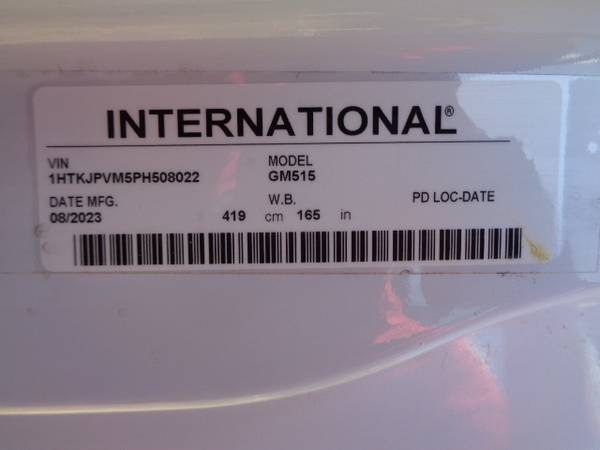 INTERNATIONAL®
VIN MODEL
1HTKJPVM5PH508022 GM515
DATE MFG. W.B. PD LOC-DATE
08/2023 419 cm 165 in